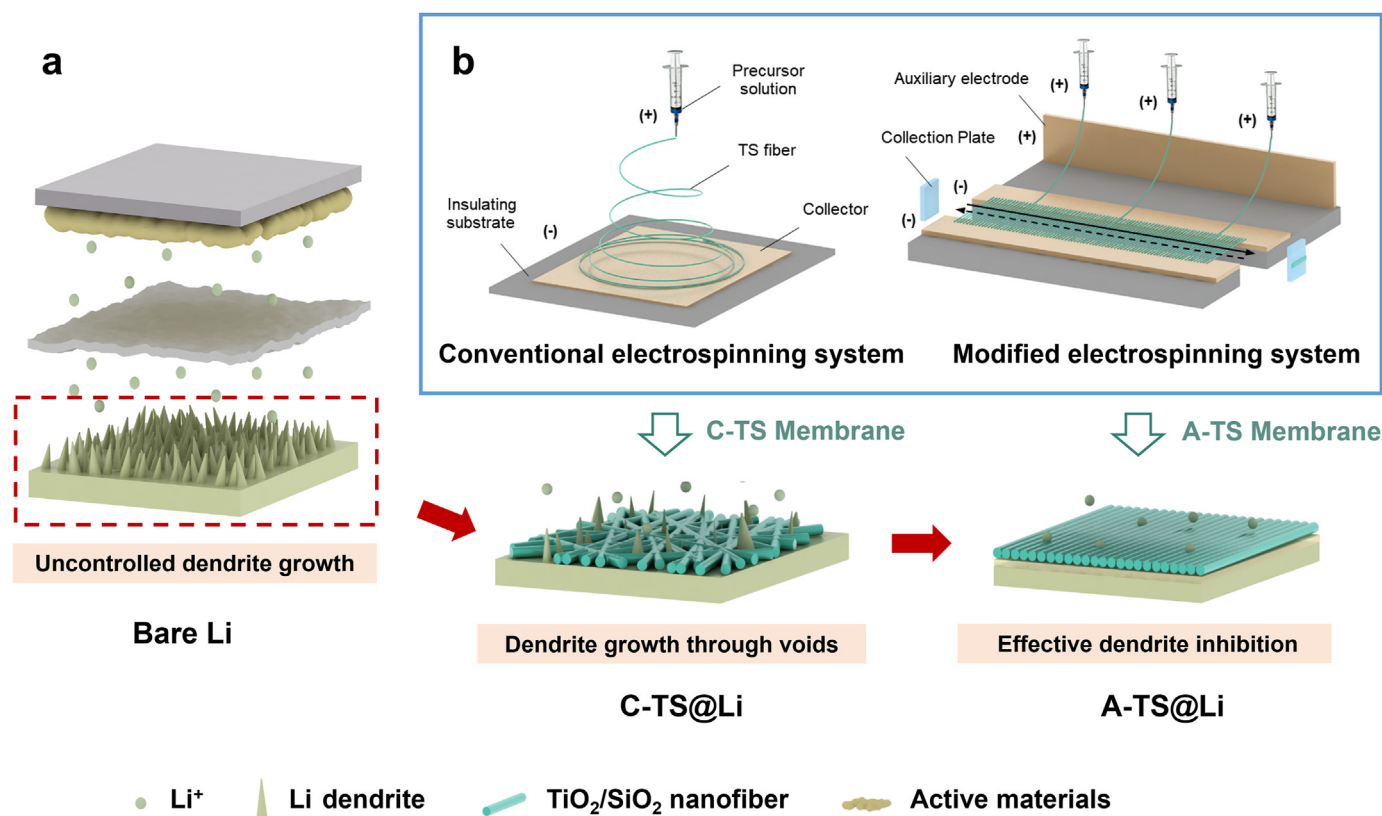 a
b
(+)
Precursor
solution
TS fiber
Insulating
substrate
(-)
Collector
Conventional electrospinning system
Auxiliary electrode
(+)
(+)
(+)
(+)
Collection Plate
(-)
(-)
Modified electrospinning system
C-TS Membrane
A-TS Membrane
Uncontrolled dendrite growth
Bare Li
Dendrite growth through voids
C-TS@Li
Effective dendrite inhibition
A-TS@Li
Li⁺
Li dendrite
TiO₂/SiO₂ nanofiber
Active materials